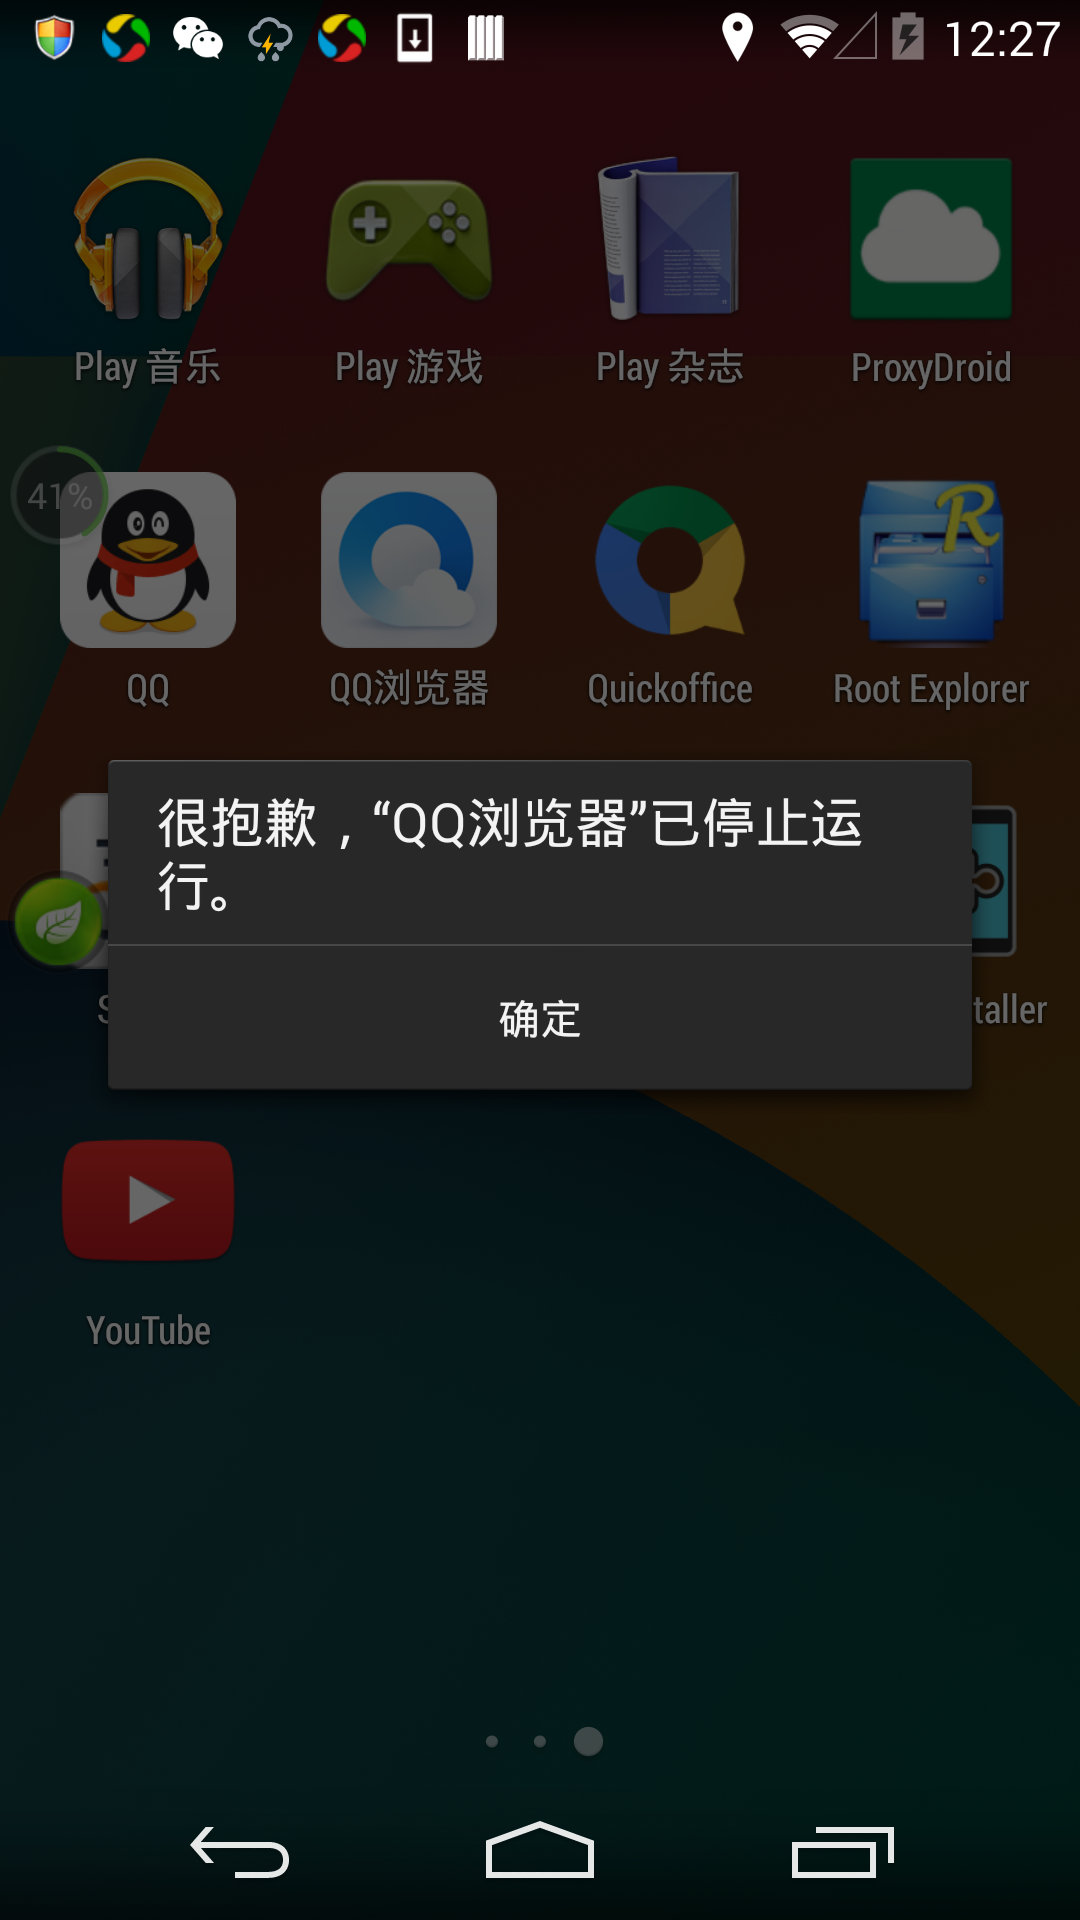 12:27
Play 音乐
Play 游戏
Play 杂志
ProxyDroid
41%
QQ
QQ浏览器
Quickoffice
Root Explorer
很抱歉，“QQ浏览器”已停止运
行。
确定
S
taller
YouTube